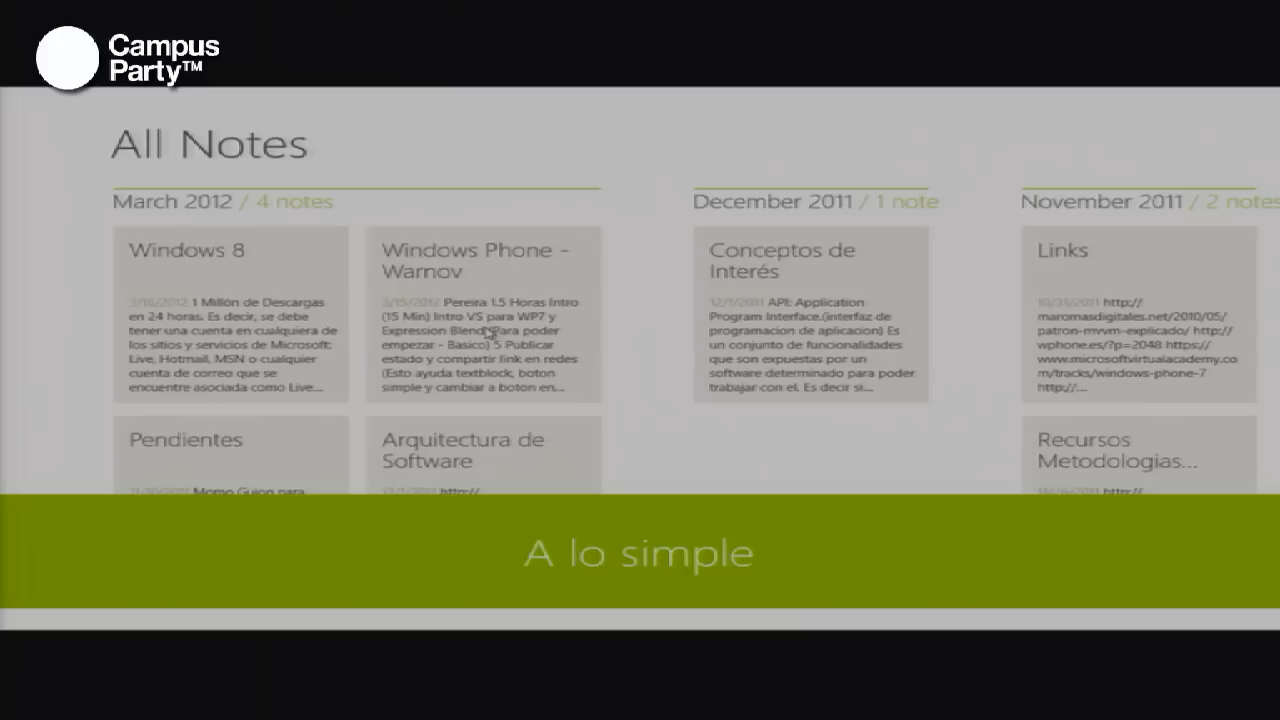 Campus
Party™
All Notes
March 2012 / 4 notes
Windows 8
3/16/2012 1 Millón de Descargas
en 24 horas. Es decir, se debe
tener una cuenta en cualquiera de
los sitios y servicios de Microsoft:
Live, Hotmail, MSN o cualquier
cuenta de correo que se
encuentre asociada como Live...
Windows Phone -
Warnov
3/15/2012 Pereira 1.5 Horas Intro
(15 Min) Intro VS para WP7 y
Expression Blend(Para poder
empezar - Basico) 5 Publicar
estado y compartir link en redes
(Esto ayuda textblock, boton
simple y cambiar a boton en...
December 2011 / 1 note
Conceptos de
Interés
12/1/2011 API: Application
Program Interface.(interfaz de
programacion de aplicacion) Es
un conjunto de funcionalidades
que son expuestas por un
software determinado para poder
trabajar con el. Es decir si...
November 2011 / 2 notes
Links
10/31/2011 http://
maromasdigitales.net/2010/05/
patron-mvvm-explicado/ http://
wphone.es/?p=2048 https://
www.microsoftvirtualacademy.co
m/tracks/windows-phone-7
http://...
Pendientes
Arquitectura de
Software
http://
Recursos
Metodologias...
http://
A lo simple